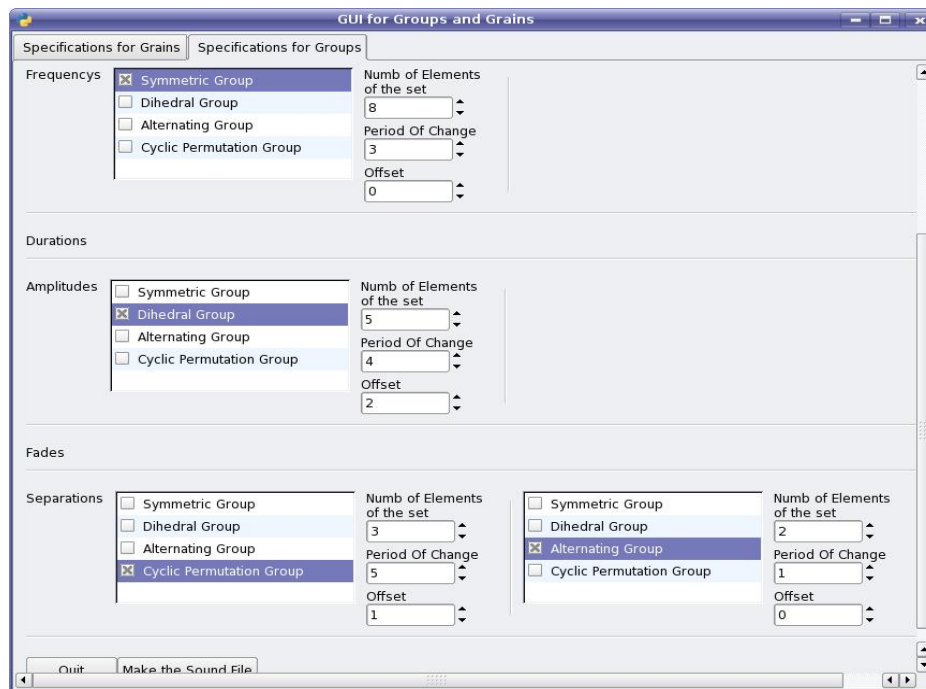 GUI for Groups and Grains
Specifications for Grains
Specifications for Groups
Frequencys
Symmetric Group
Dihedral Group
Alternating Group
Cyclic Permutation Group
Numb of Elements
of the set
8
Period Of Change
3
Offset
0
Durations
Amplitudes
Symmetric Group
Dihedral Group
Alternating Group
Cyclic Permutation Group
Numb of Elements
of the set
5
Period Of Change
4
Offset
2
Fades
Separations
Symmetric Group
Dihedral Group
Alternating Group
Cyclic Permutation Group
Numb of Elements
of the set
3
Period Of Change
5
Offset
1
Symmetric Group
Dihedral Group
Alternating Group
Cyclic Permutation Group
Numb of Elements
of the set
2
Period Of Change
1
Offset
0
Quit
Make the Sound File